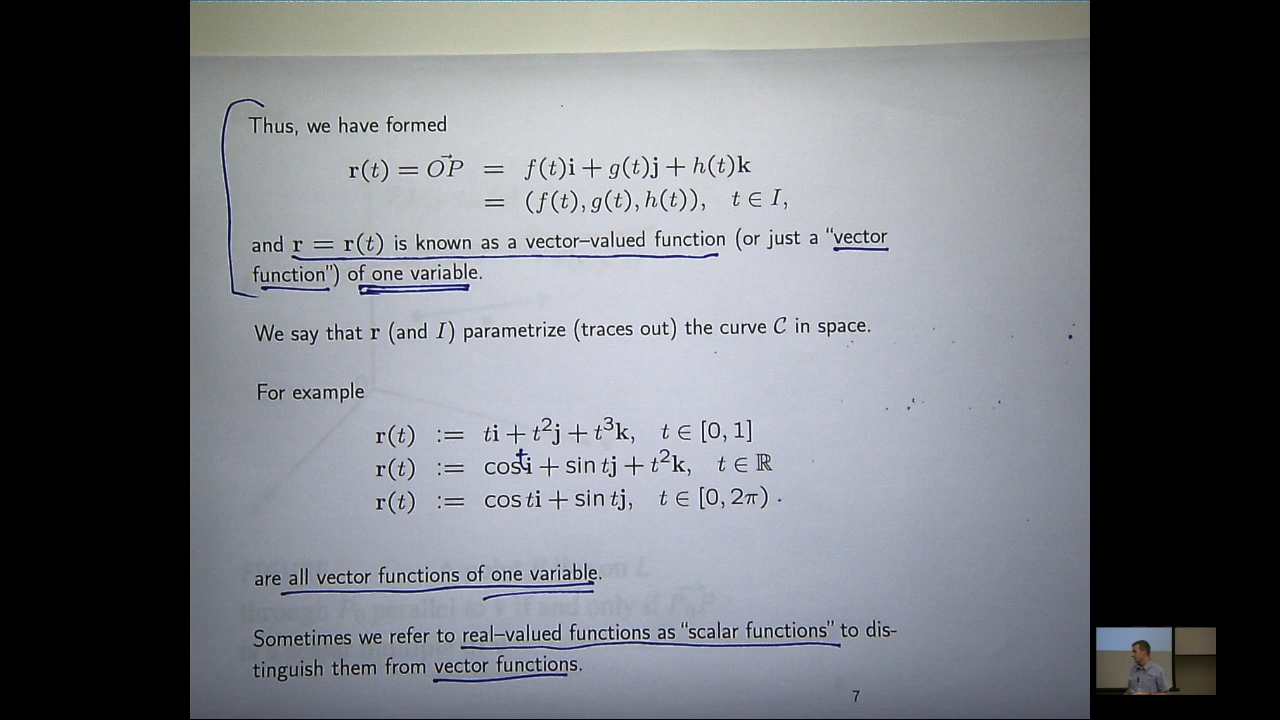 Thus, we have formed
r(t) = \vec{OP} = f(t)i + g(t)j + h(t)k
= (f(t), g(t), h(t)), t ∈ I,
and r = r(t) is known as a vector–valued function (or just a “vector
function”) of one variable.
We say that r (and I) parametrize (traces out) the curve C in space.
For example
r(t) := ti + t²j + t³k, t ∈ [0, 1]
r(t) := cos t i + sin tj + t²k, t ∈ ℝ
r(t) := cos ti + sin tj, t ∈ [0, 2π) .
are all vector functions of one variable.
Sometimes we refer to real–valued functions as “scalar functions” to dis-
tinguish them from vector functions.
7